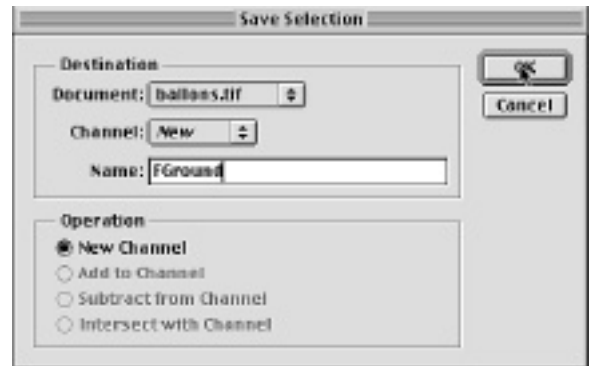 Save Selection
Destination
Document: ballons.tif
Channel: New
Name: FGround
OK
Cancel
Operation
New Channel
Add to Channel
Subtract from Channel
Intersect with Channel